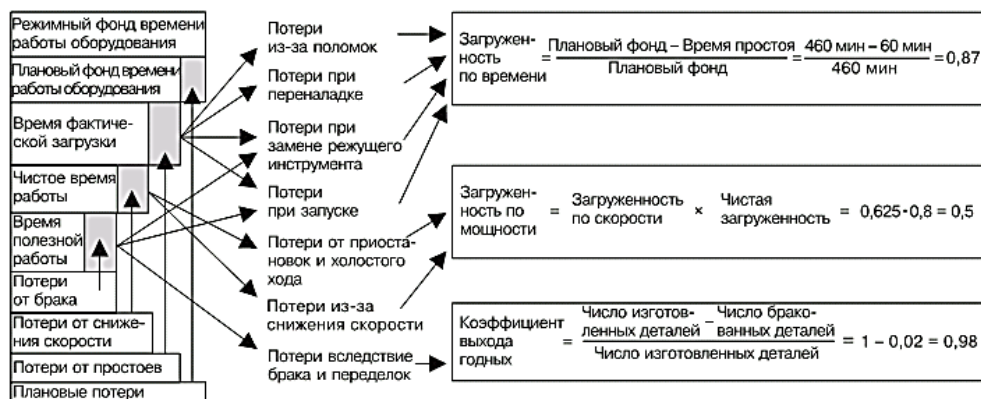 Режимный фонд времени
работы оборудования
Плановый фонд времени
работы оборудования
Время фактиче-
ской загрузки
Чистое время
работы
Время
полезной
работы
Потери
от брака
Потери от сниже-
ния скорости
Потери от простоев
Плановые потери
Потери
из-за поломок
Потери при
переналадке
Потери при
замене режущего
инструмента
Потери
при запуске
Потери от приоста-
новок и холостого
хода
Потери из-за
снижения скорости
Потери вследствие
брака и переделок
Загружен-
ность
по времени
= Плановый фонд – Время простоя = 460 мин – 60 мин = 0,87
Плановый фонд 460 мин
Загружен-
ность по
мощности
= Загруженность
по скорости
× Чистая
загруженность
= 0,625·0,8 = 0,5
Коэффициент
выхода
годных
= Число изготов-
ленных деталей – Число брако-
ванных деталей = 1 – 0,02 = 0,98
Число изготовленных деталей